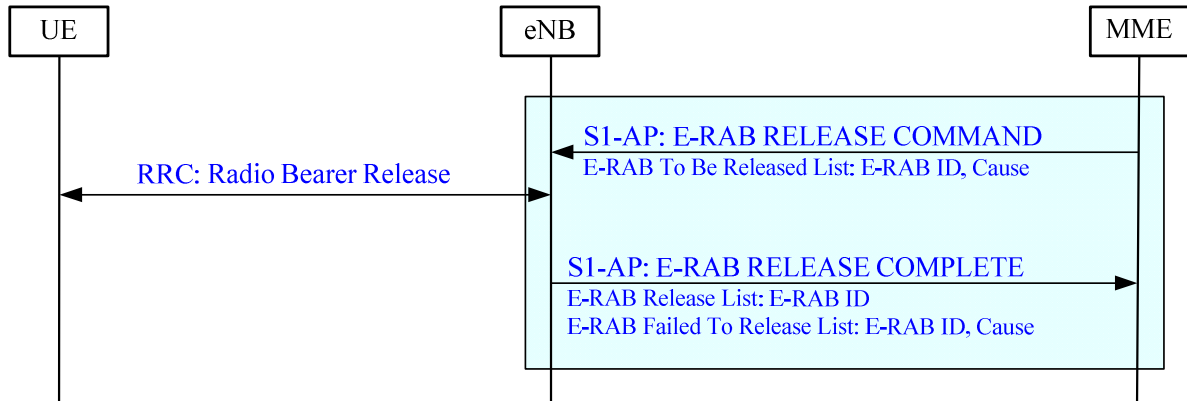 UE
eNB
MME
S1-AP: E-RAB RELEASE COMMAND
E-RAB To Be Released List: E-RAB ID, Cause
RRC: Radio Bearer Release
S1-AP: E-RAB RELEASE COMPLETE
E-RAB Release List: E-RAB ID
E-RAB Failed To Release List: E-RAB ID, Cause